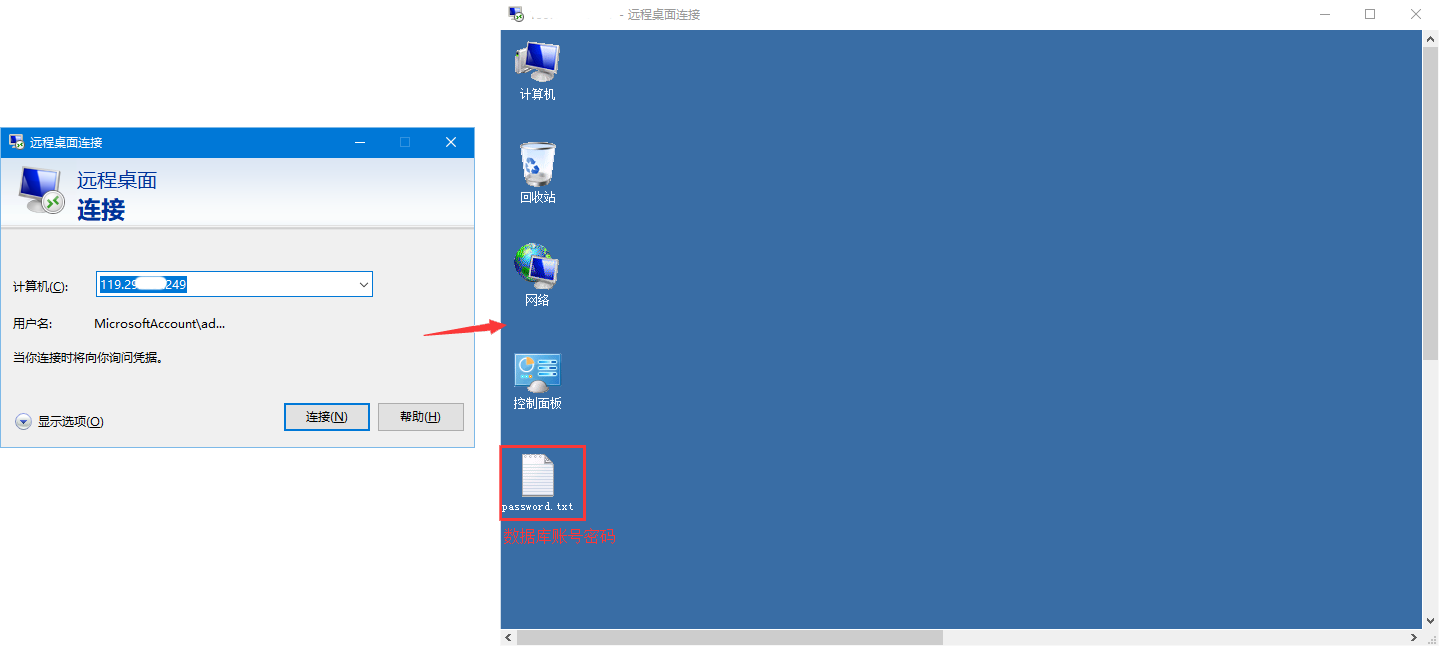 远程桌面连接
远程桌面
连接
计算机(C):
119.29
249
用户名:
MicrosoftAccount\ad...
当你连接时将向你询问凭据。
显示选项(O)
连接(N)
帮助(H)
- 远程桌面连接
计算机
回收站
网络
控制面板
password.txt
数据库账号密码